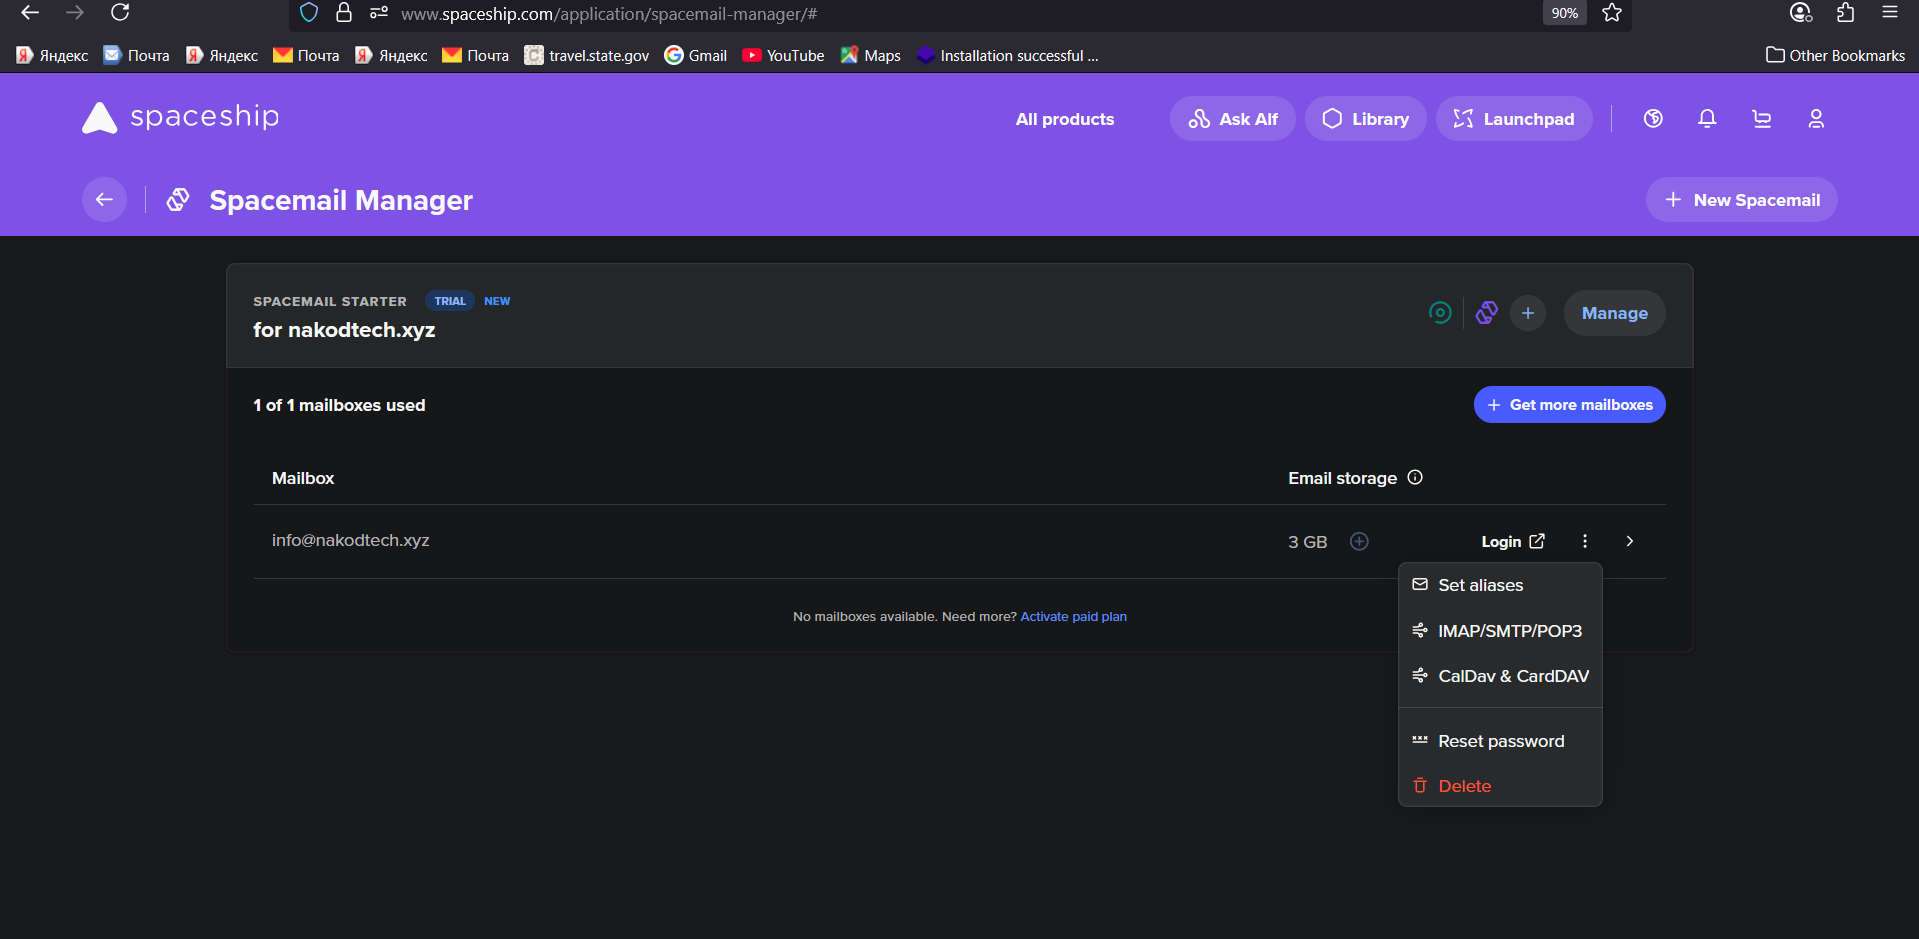 www.spaceship.com/application/spacemail-manager/#
90%
Яндекс Почта Яндекс Почта Яндекс Почта travel.state.gov Gmail YouTube Maps Installation successful ... Other Bookmarks
spaceship
All products Ask Alf Library Launchpad
Spacemail Manager
New Spacemail
SPACEMAIL STARTER TRIAL NEW
for nakodtech.xyz
Manage
1 of 1 mailboxes used
Get more mailboxes
Mailbox Email storage
info@nakodtech.xyz 3 GB Login
Set aliases
No mailboxes available. Need more? Activate paid plan
IMAP/SMTP/POP3
CalDav & CardDAV
Reset password
Delete